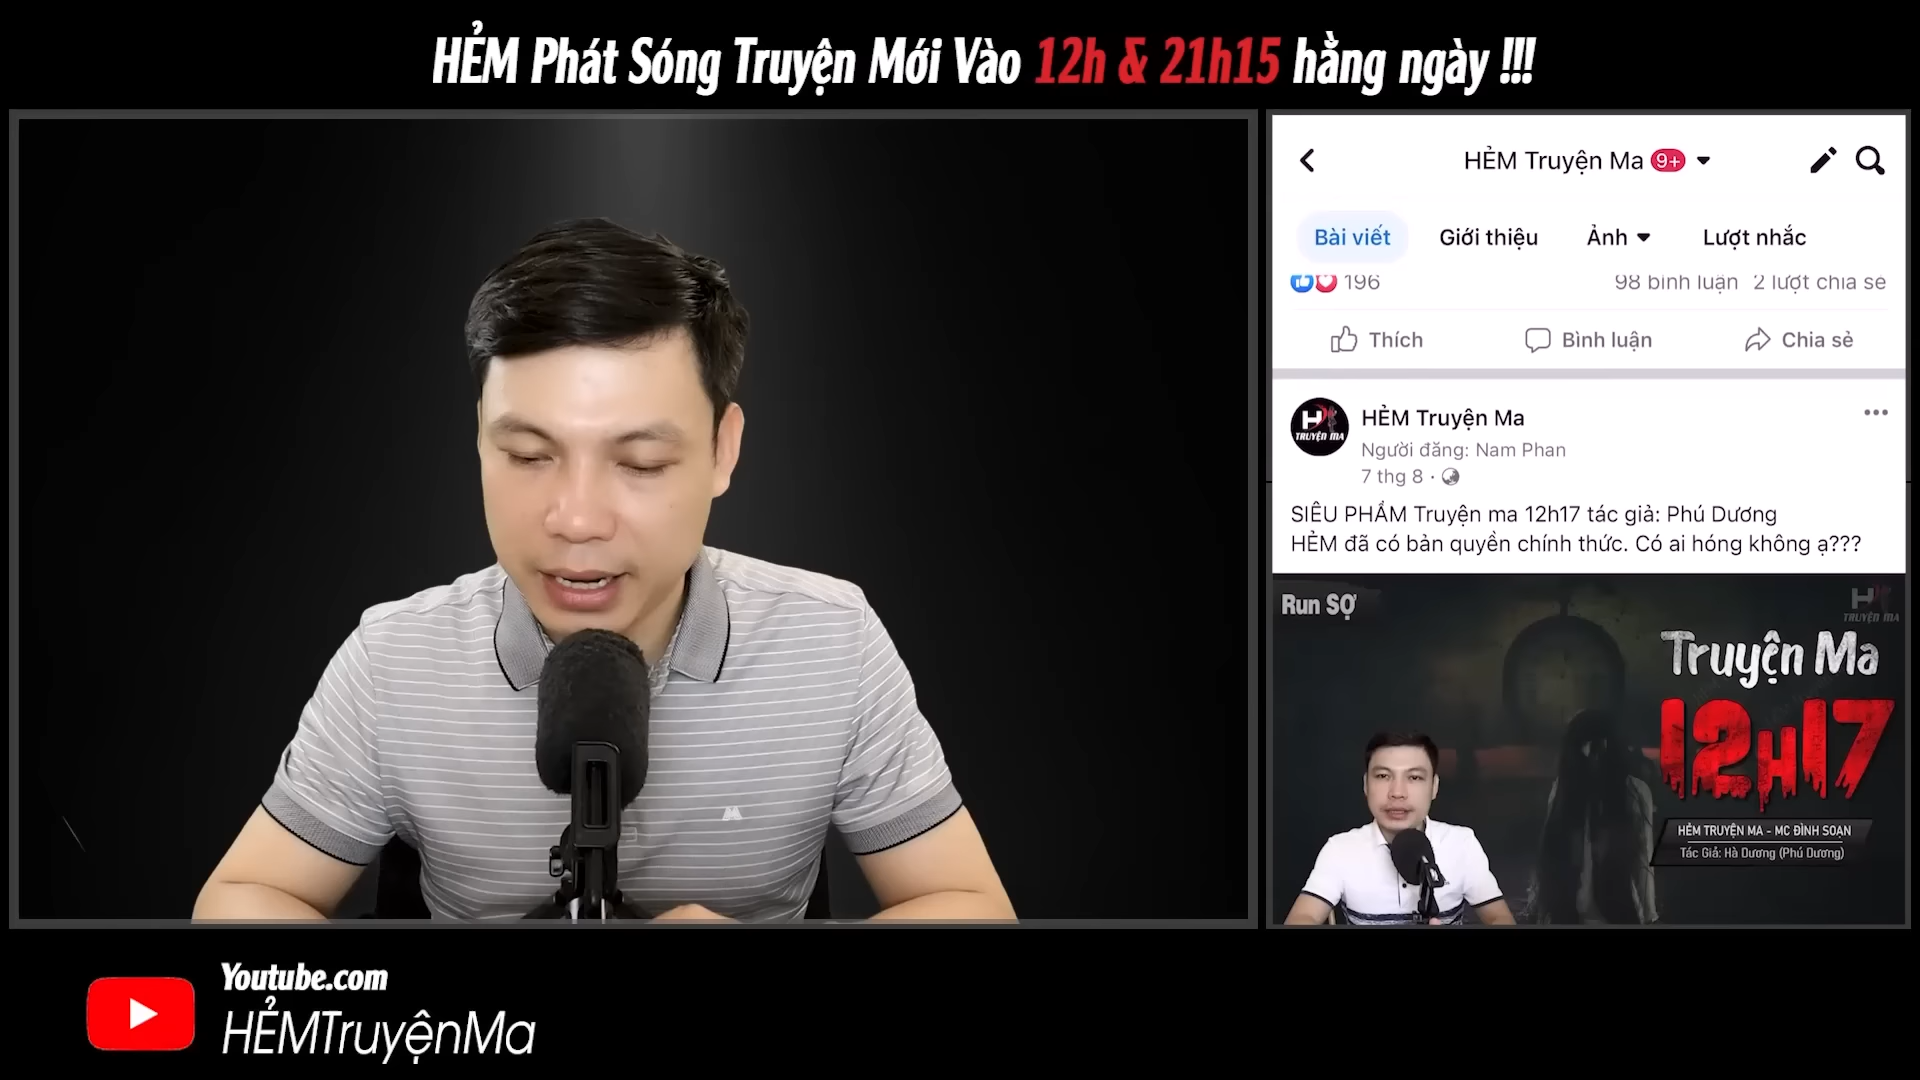 HẺM Phát Sóng Truyện Mới Vào 12h & 21h15 hằng ngày !!!
HẺM Truyện Ma 9+
Bài viết Giới thiệu Ảnh Lượt nhắc
196 98 bình luận 2 lượt chia sẻ
Thích Bình luận Chia sẻ
H
TRUYỆN MA
HẺM Truyện Ma
Người đăng: Nam Phan
7 thg 8 ·
SIÊU PHẨM Truyện ma 12h17 tác giả: Phú Dương
HẺM đã có bản quyền chính thức. Có ai hóng không ạ???
Run SỢ
H
TRUYỆN MA
Truyện Ma
12H17
HẺM TRUYỆN MA - MC ĐÌNH SOẠN
Tác Giả: Hà Dương (Phú Dương)
Youtube.com
HẺMTruyệnMa